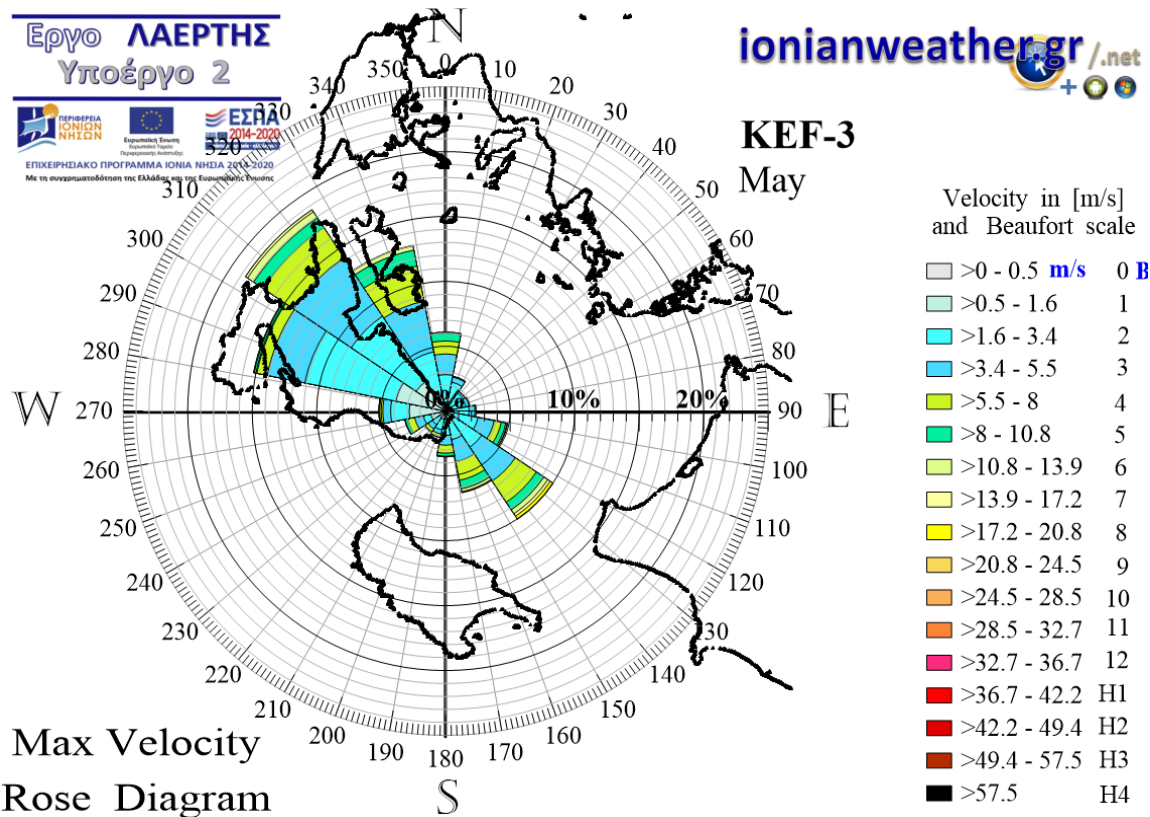 Εργο ΛΑΕΡΤΗΣ
Υποέργο 2
ΠΕΡΙΦΕΡΕΙΑ
ΙΟΝΙΩΝ
ΝΗΣΩΝ
Ευρωπαϊκή Ένωση
Ευρωπαϊκό Ταμείο
Περιφερειακής Ανάπτυξης
ΕΣΠΑ
2014-2020
ΕΠΙΧΕΙΡΗΣΙΑΚΟ ΠΡΟΓΡΑΜΜΑ ΙΟΝΙΑ ΝΗΣΙΑ 2014-2020
Με τη συγχρηματοδότηση της Ελλάδας και της Ευρωπαϊκής Ένωσης
ionianweather.gr /.net
KEF-3
May
N
0
10
20
30
40
50
60
70
80
90
E
100
110
120
130
140
150
160
170
180
S
190
200
210
220
230
240
250
260
270
W
280
290
300
310
320
330
340
350
0% 10% 20%
Velocity in [m/s]
and Beaufort scale
>0 - 0.5 m/s 0 B
>0.5 - 1.6 1
>1.6 - 3.4 2
>3.4 - 5.5 3
>5.5 - 8 4
>8 - 10.8 5
>10.8 - 13.9 6
>13.9 - 17.2 7
>17.2 - 20.8 8
>20.8 - 24.5 9
>24.5 - 28.5 10
>28.5 - 32.7 11
>32.7 - 36.7 12
>36.7 - 42.2 H1
>42.2 - 49.4 H2
>49.4 - 57.5 H3
>57.5 H4
Max Velocity
Rose Diagram